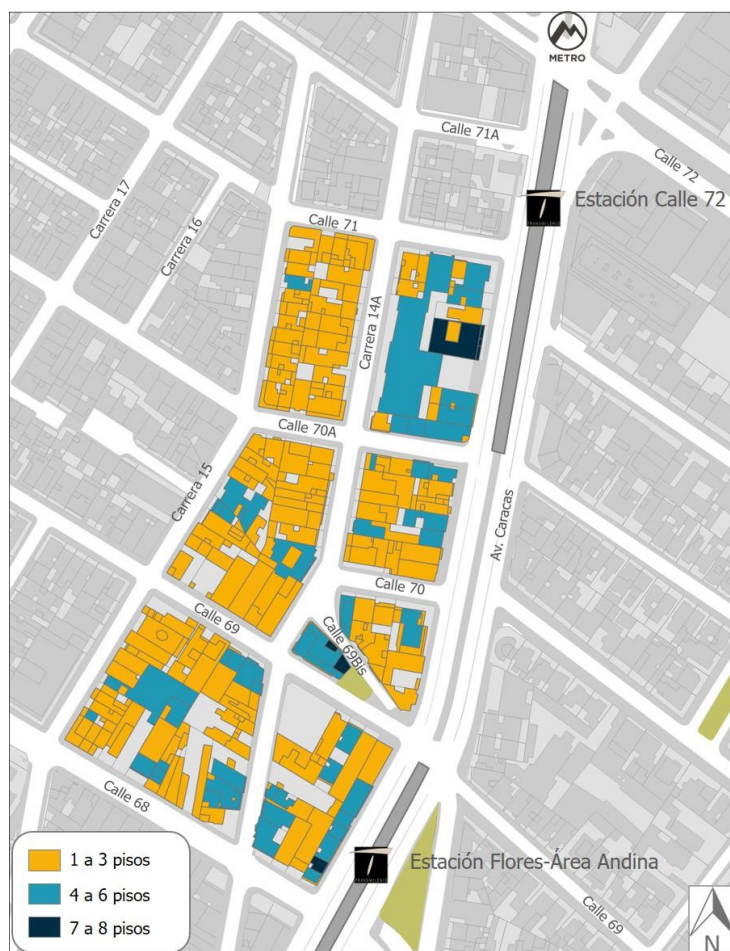 METRO
Calle 71A
Calle 72
Estación Calle 72
TRANSMILENIO
Carrera 17
Carrera 16
Calle 71
Carrera 14A
Calle 70A
Carrera 15
Av. Caracas
Calle 70
Calle 69
Calle 69Bis
Calle 68
1 a 3 pisos
4 a 6 pisos
7 a 8 pisos
Estación Flores-Área Andina
TRANSMILENIO
Calle 69
N